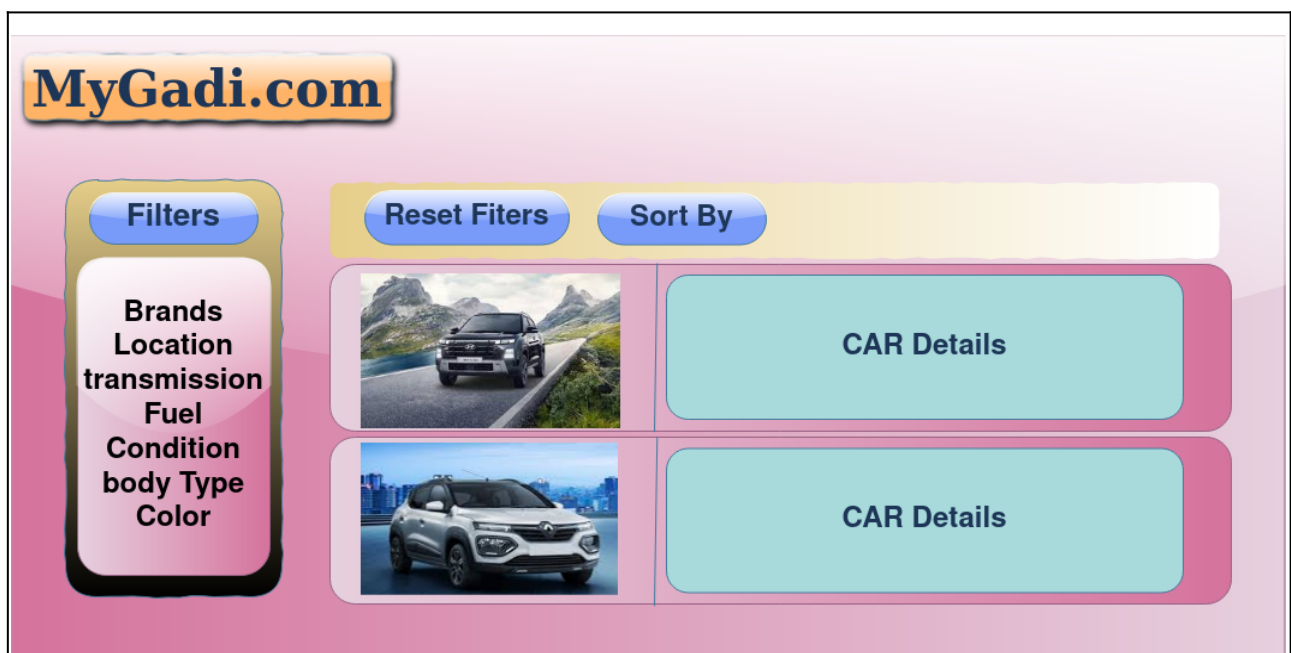 MyGadi.com
Filters
Reset Fiters
Sort By
Brands
Location
transmission
Fuel
Condition
body Type
Color
CAR Details
CAR Details